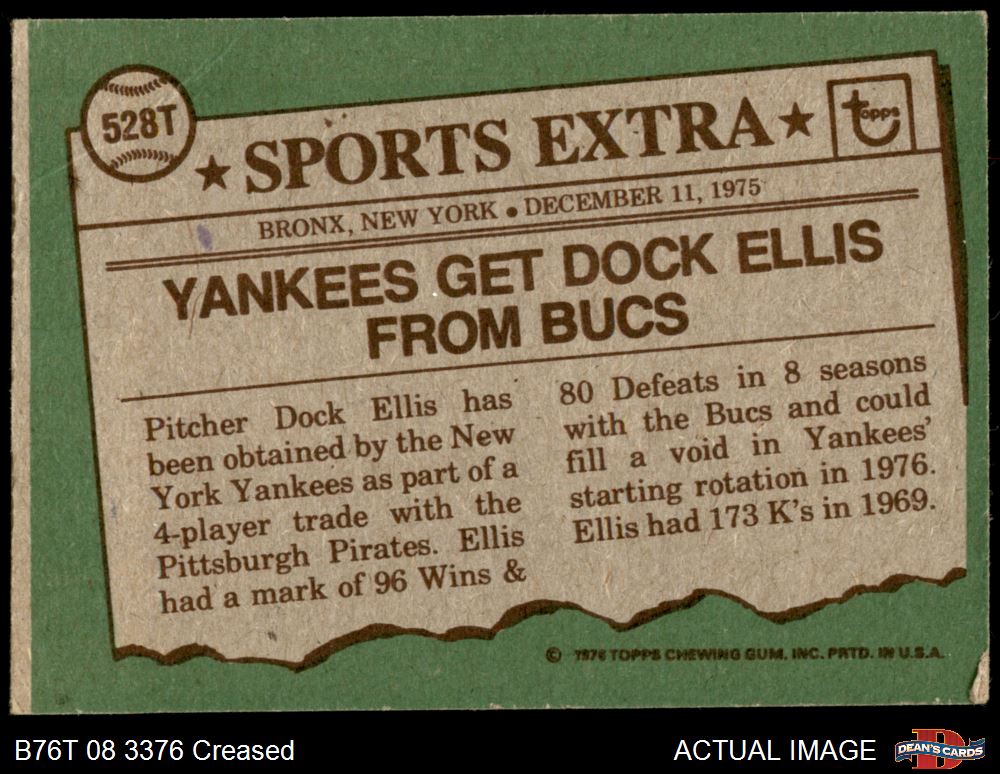 528T
★ SPORTS EXTRA ★
topps
BRONX, NEW YORK • DECEMBER 11, 1975
YANKEES GET DOCK ELLIS
FROM BUCS
Pitcher Dock Ellis has
been obtained by the New
York Yankees as part of a
4-player trade with the
Pittsburgh Pirates. Ellis
had a mark of 96 Wins &
80 Defeats in 8 seasons
with the Bucs and could
fill a void in Yankees'
starting rotation in 1976.
Ellis had 173 K's in 1969.
© 1976 TOPPS CHEWING GUM, INC. PRTD. IN U.S.A.
B76T 08 3376 Creased
ACTUAL IMAGE
D
DEAN'S CARDS